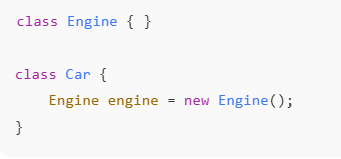 class Engine { }
class Car {
    Engine engine = new Engine();
}